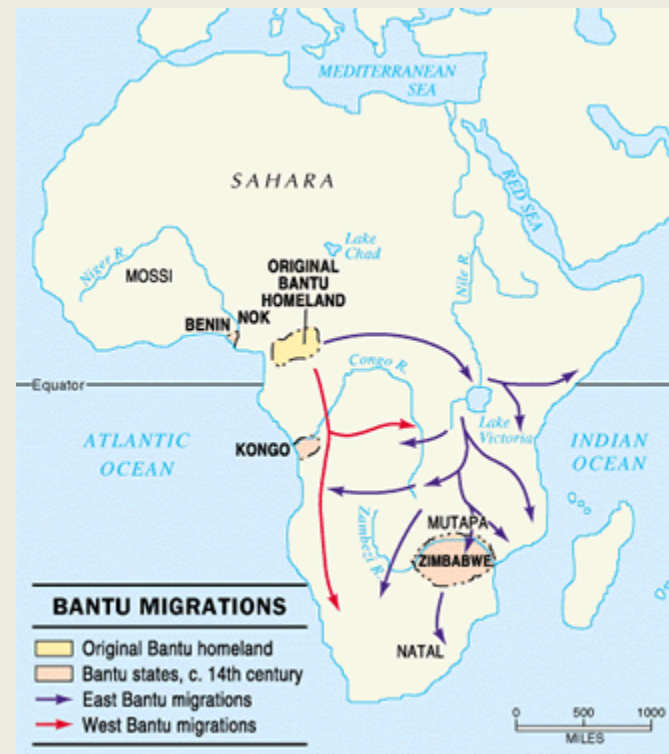 MEDITERRANEAN
SEA
SAHARA
RED SEA
Lake
Chad
Niger R.
MOSSI
ORIGINAL
BANTU
HOMELAND
Nile R.
NOK
BENIN
Congo R.
Equator
Lake
Victoria
ATLANTIC
OCEAN
KONGO
INDIAN
OCEAN
Zambezi R.
MUTAPA
ZIMBABWE
NATAL
BANTU MIGRATIONS
Original Bantu homeland
Bantu states, c. 14th century
East Bantu migrations
West Bantu migrations
0 500 1000
MILES